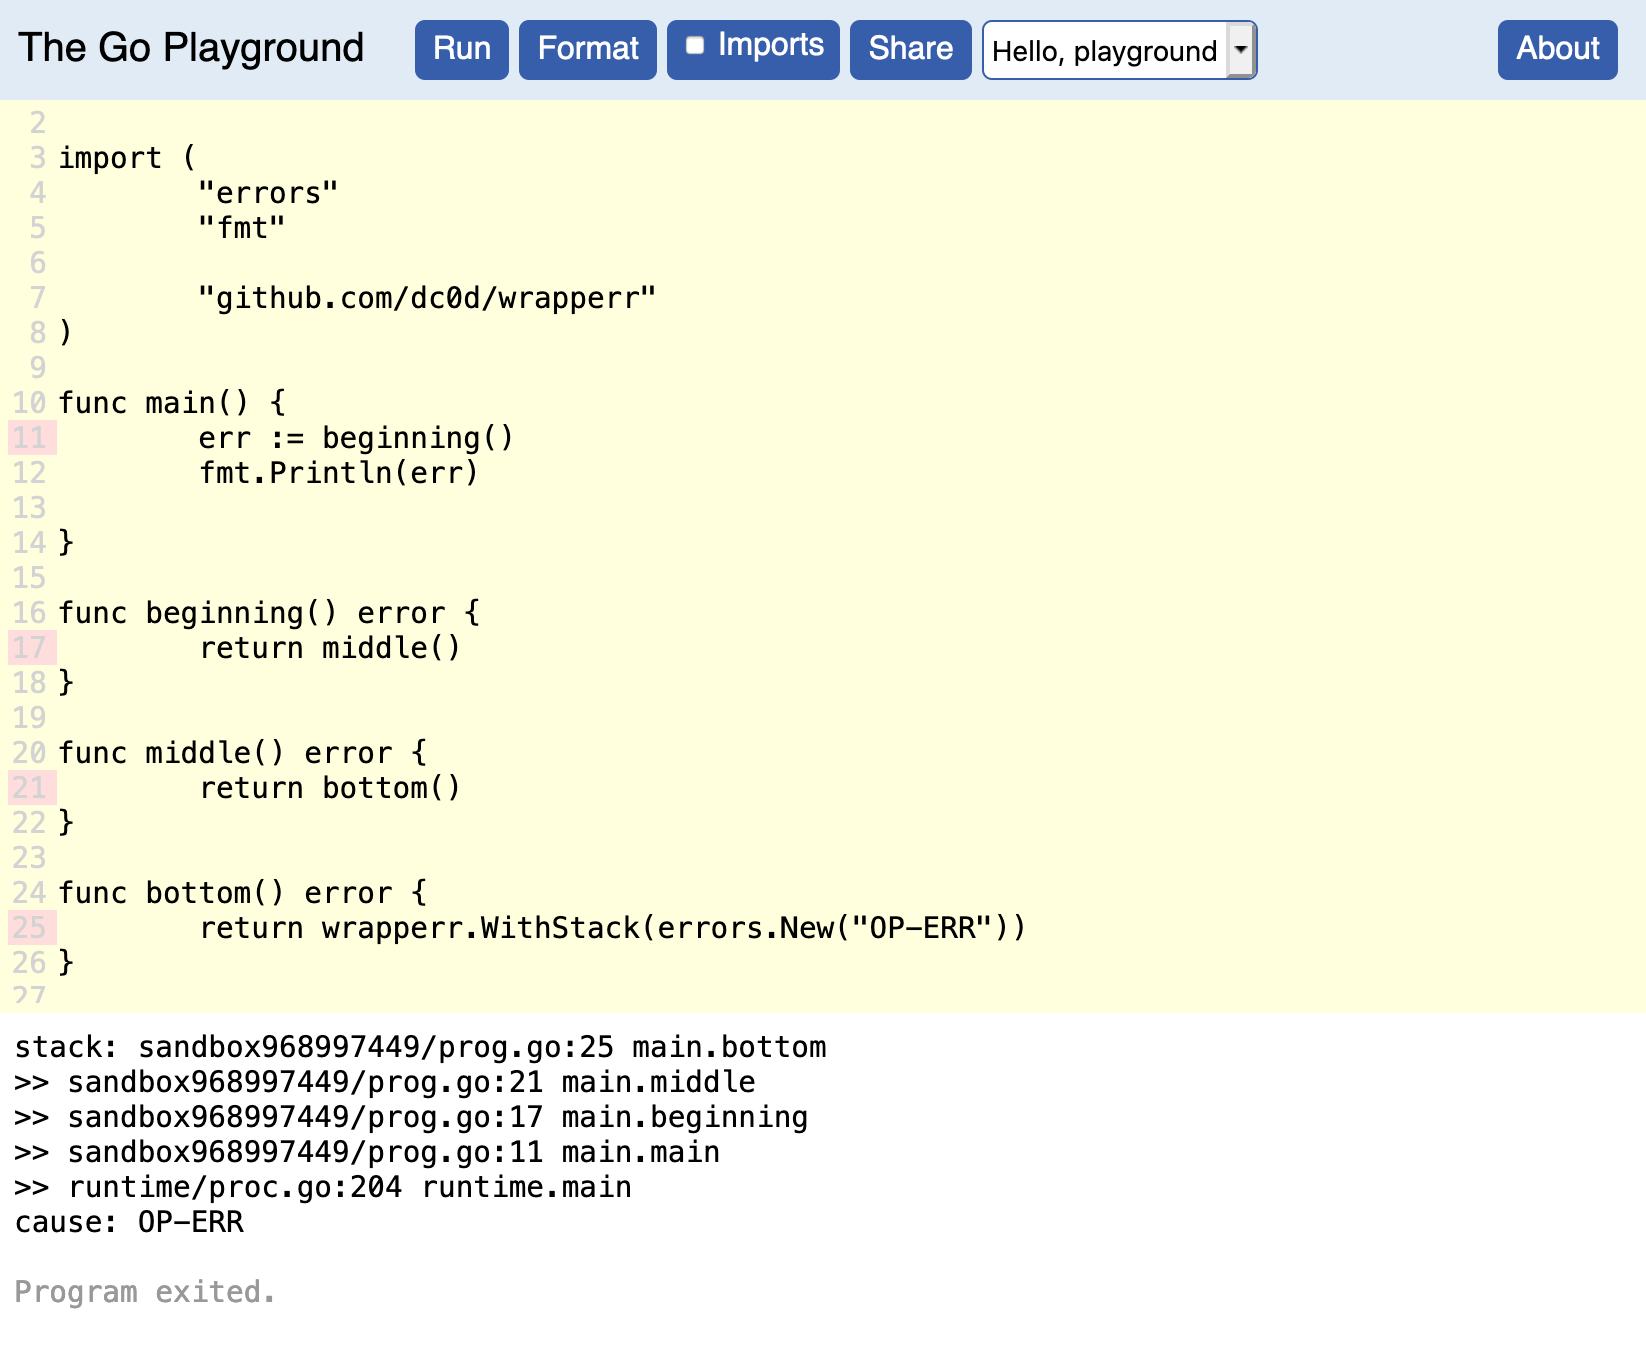 The Go Playground Run Format Imports Share Hello, playground About
2
3 import (
4 "errors"
5 "fmt"
6
7 "github.com/dc0d/wrapperr"
8 )
9
10 func main() {
11 err := beginning()
12 fmt.Println(err)
13
14 }
15
16 func beginning() error {
17 return middle()
18 }
19
20 func middle() error {
21 return bottom()
22 }
23
24 func bottom() error {
25 return wrapperr.WithStack(errors.New("OP-ERR"))
26 }
27
stack: sandbox968997449/prog.go:25 main.bottom
>> sandbox968997449/prog.go:21 main.middle
>> sandbox968997449/prog.go:17 main.beginning
>> sandbox968997449/prog.go:11 main.main
>> runtime/proc.go:204 runtime.main
cause: OP-ERR
Program exited.